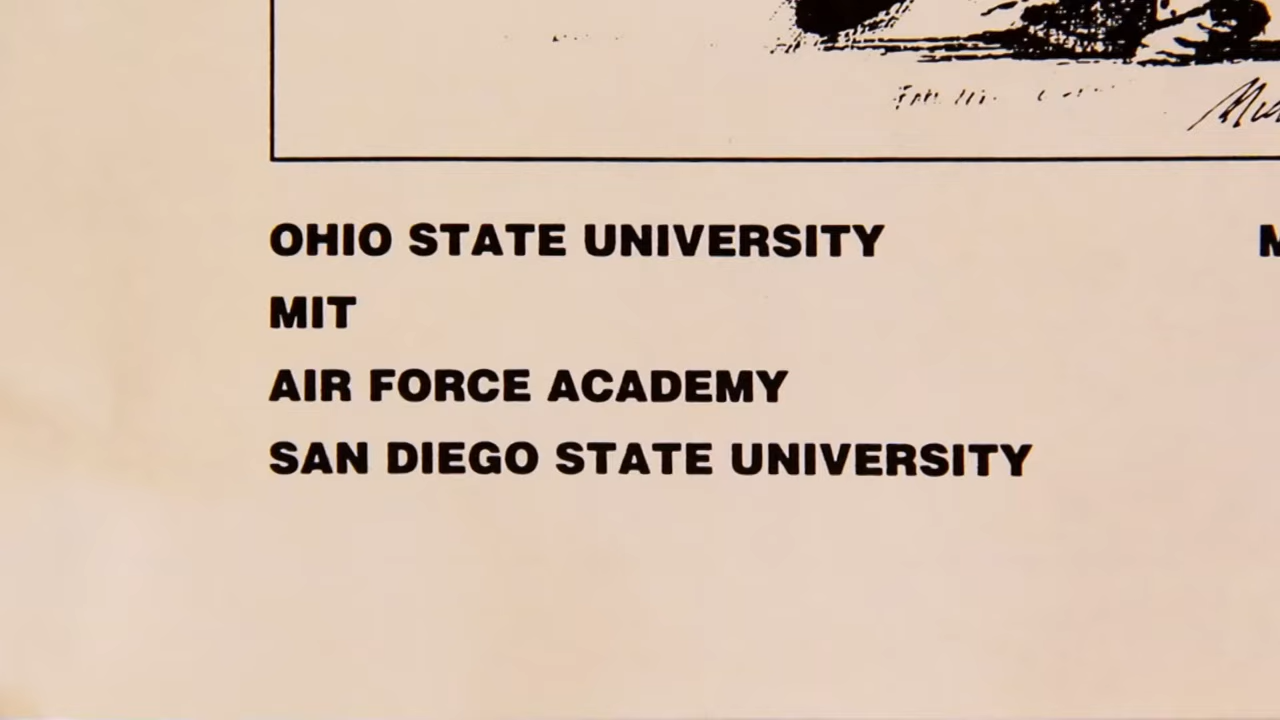 OHIO STATE UNIVERSITY
MIT
AIR FORCE ACADEMY
SAN DIEGO STATE UNIVERSITY